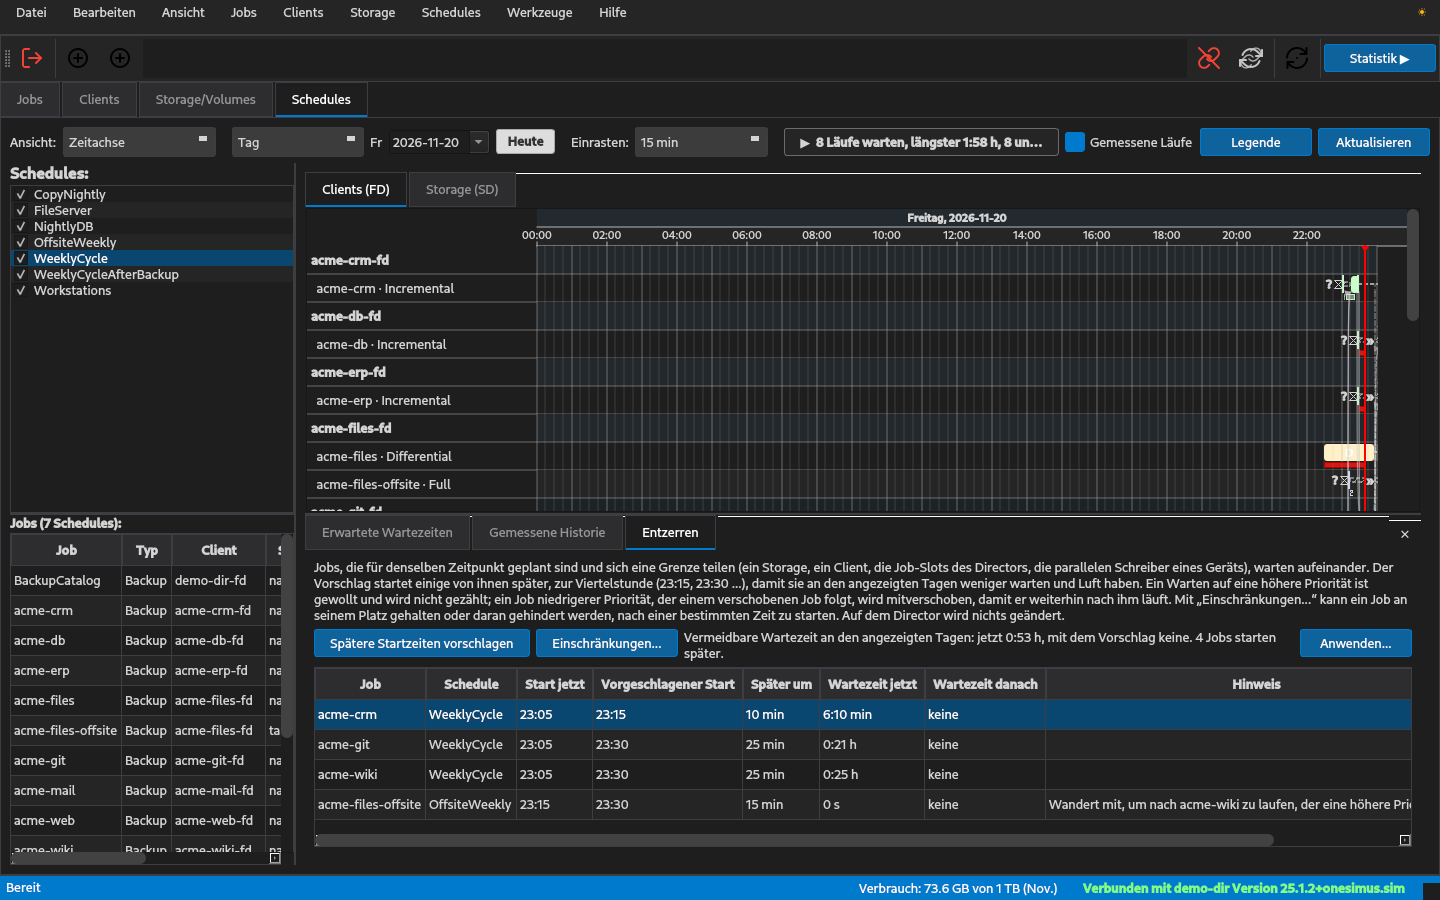 Datei Bearbeiten Ansicht Jobs Clients Storage Schedules Werkzeuge Hilfe
Statistik ▶
Jobs Clients Storage/Volumes Schedules
Ansicht: Zeitachse Tag Fr 2026-11-20 Heute Einrasten: 15 min ▶ 8 Läufe warten, längster 1:58 h, 8 un... Gemessene Läufe Legende Aktualisieren
Schedules:
✓ CopyNightly
✓ FileServer
✓ NightlyDB
✓ OffsiteWeekly
✓ WeeklyCycle
✓ WeeklyCycleAfterBackup
✓ Workstations
Clients (FD) Storage (SD)
Freitag, 2026-11-20
00:00 02:00 04:00 06:00 08:00 10:00 12:00 14:00 16:00 18:00 20:00 22:00
acme-crm-fd
acme-crm · Incremental
acme-db-fd
acme-db · Incremental
acme-erp-fd
acme-erp · Incremental
acme-files-fd
acme-files · Differential
acme-files-offsite · Full
acme-git-fd
Jobs (7 Schedules):
Job Typ Client S
BackupCatalog Backup demo-dir-fd na
acme-crm Backup acme-crm-fd na
acme-db Backup acme-db-fd na
acme-erp Backup acme-erp-fd na
acme-files Backup acme-files-fd na
acme-files-offsite Backup acme-files-fd ta
acme-git Backup acme-git-fd na
acme-mail Backup acme-mail-fd na
acme-web Backup acme-web-fd na
acme-wiki Backup acme-wiki-fd na
Erwartete Wartezeiten Gemessene Historie Entzerren
Jobs, die für denselben Zeitpunkt geplant sind und sich eine Grenze teilen (ein Storage, ein Client, die Job-Slots des Directors, die parallelen Schreiber eines Geräts), warten aufeinander. Der
Vorschlag startet einige von ihnen später, zur Viertelstunde (23:15, 23:30 ...), damit sie an den angezeigten Tagen weniger warten und Luft haben. Ein Warten auf eine höhere Priorität ist
gewollt und wird nicht gezählt; ein Job niedrigerer Priorität, der einem verschobenen Job folgt, wird mitverschoben, damit er weiterhin nach ihm läuft. Mit „Einschränkungen...“ kann ein Job an
seinem Platz gehalten oder daran gehindert werden, nach einer bestimmten Zeit zu starten. Auf dem Director wird nichts geändert.
Spätere Startzeiten vorschlagen Einschränkungen... Vermeidbare Wartezeit an den angezeigten Tagen: jetzt 0:53 h, mit dem Vorschlag keine. 4 Jobs starten
später.
Anwenden...
Job Schedule Start jetzt Vorgeschlagener Start Später um Wartezeit jetzt Wartezeit danach Hinweis
acme-crm WeeklyCycle 23:05 23:15 10 min 6:10 min keine
acme-git WeeklyCycle 23:05 23:30 25 min 0:21 h keine
acme-wiki WeeklyCycle 23:05 23:30 25 min 0:25 h keine
acme-files-offsite OffsiteWeekly 23:15 23:30 15 min 0 s keine Wandert mit, um nach acme-wiki zu laufen, der eine höhere Prio
Bereit Verbrauch: 73.6 GB von 1 TB (Nov.) Verbunden mit demo-dir Version 25.1.2+onesimus.sim